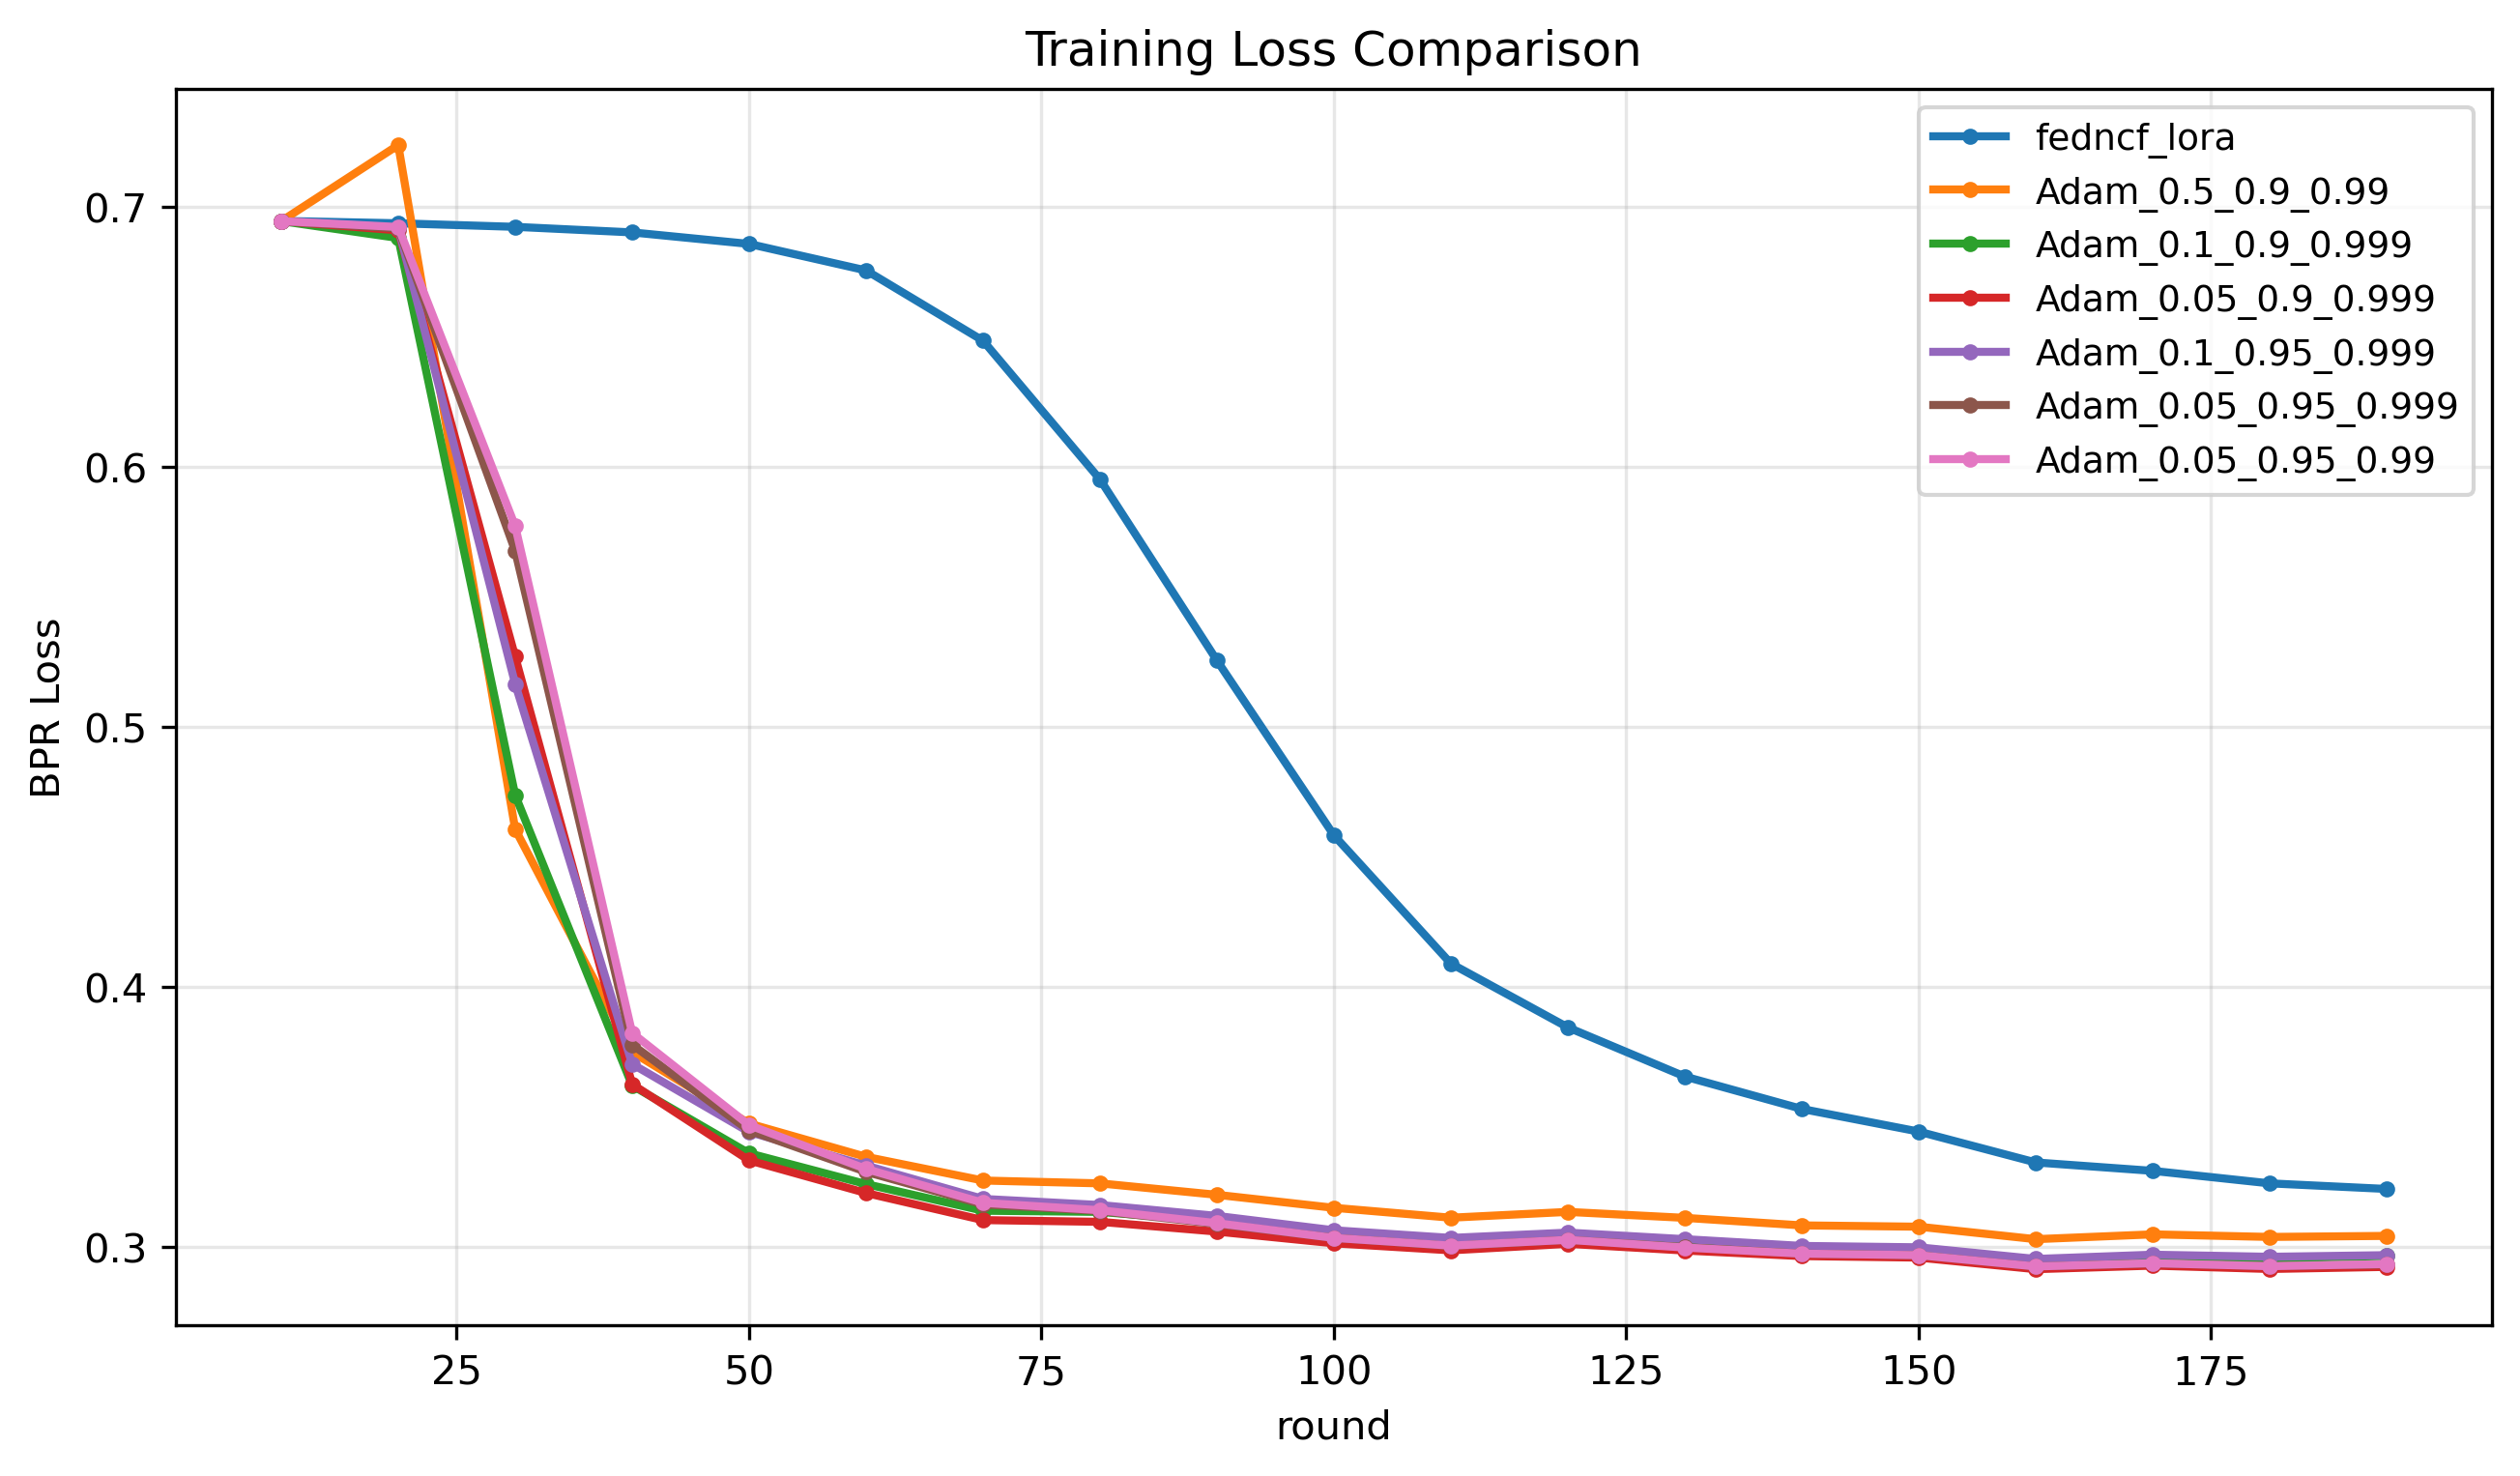 Training Loss Comparison
fedncf_lora
Adam_0.5_0.9_0.99
Adam_0.1_0.9_0.999
Adam_0.05_0.9_0.999
Adam_0.1_0.95_0.999
Adam_0.05_0.95_0.999
Adam_0.05_0.95_0.99
0.7
0.6
0.5
0.4
0.3
BPR Loss
25 50 75 100 125 150 175
round